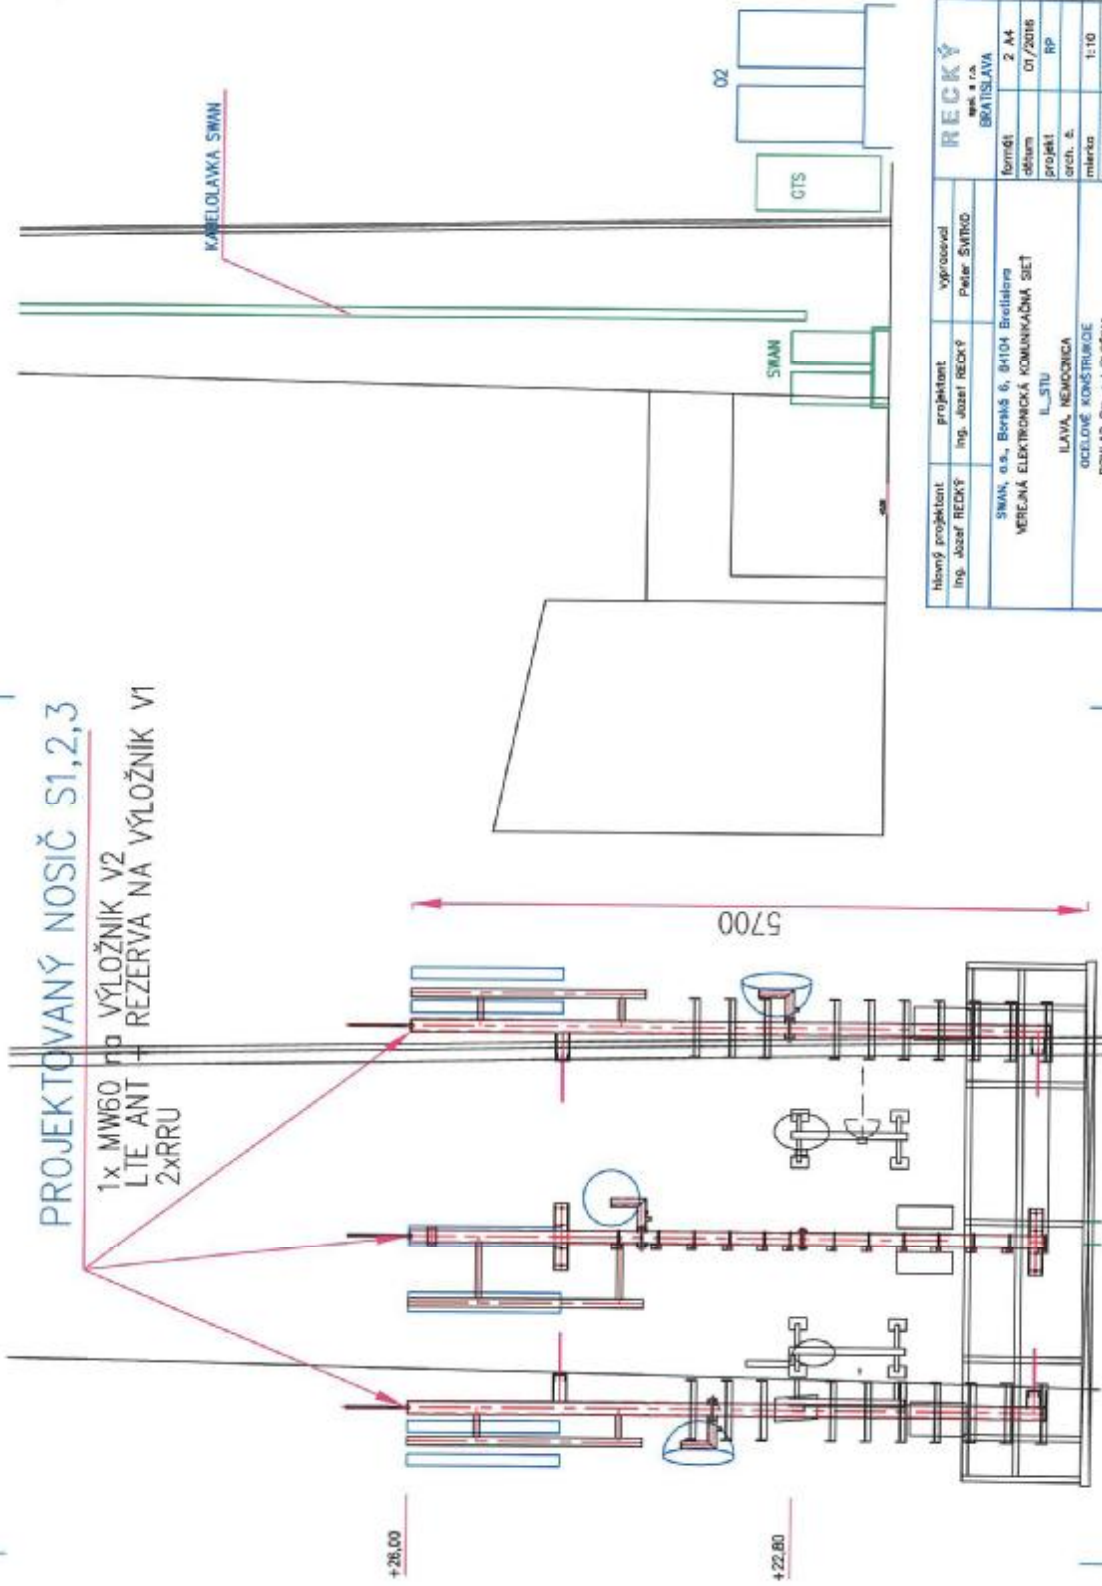 PROJEKTOVANÝ NOSIČ S1,2,3
1x MW60 na VÝLOŽNÍK V2
LTE ANT + REZERVA NA VÝLOŽNÍK V1
2xRRU
+26,00
+22,80
5700
KABELOLAVKA SWAN
SWAN
GTS
O2
hlavný projektant
projektant
vypracoval
Ing. Jozef RECKÝ
Ing. Jozef RECKÝ
Peter SVITKO
RECKÝ
spol. s r.o.
BRATISLAVA
SWAN, a.s., Borská 6, 84104 Bratislava
VEREJNÁ ELEKTRONICKÁ KOMUNIKAČNÁ SIEŤ
IL_STU
ILAVA, NEMOCNICA
OCELOVÉ KONŠTRUKCIE
formát 2 A4
dátum 01/2016
projekt RP
arch. č.
mierka 1:10